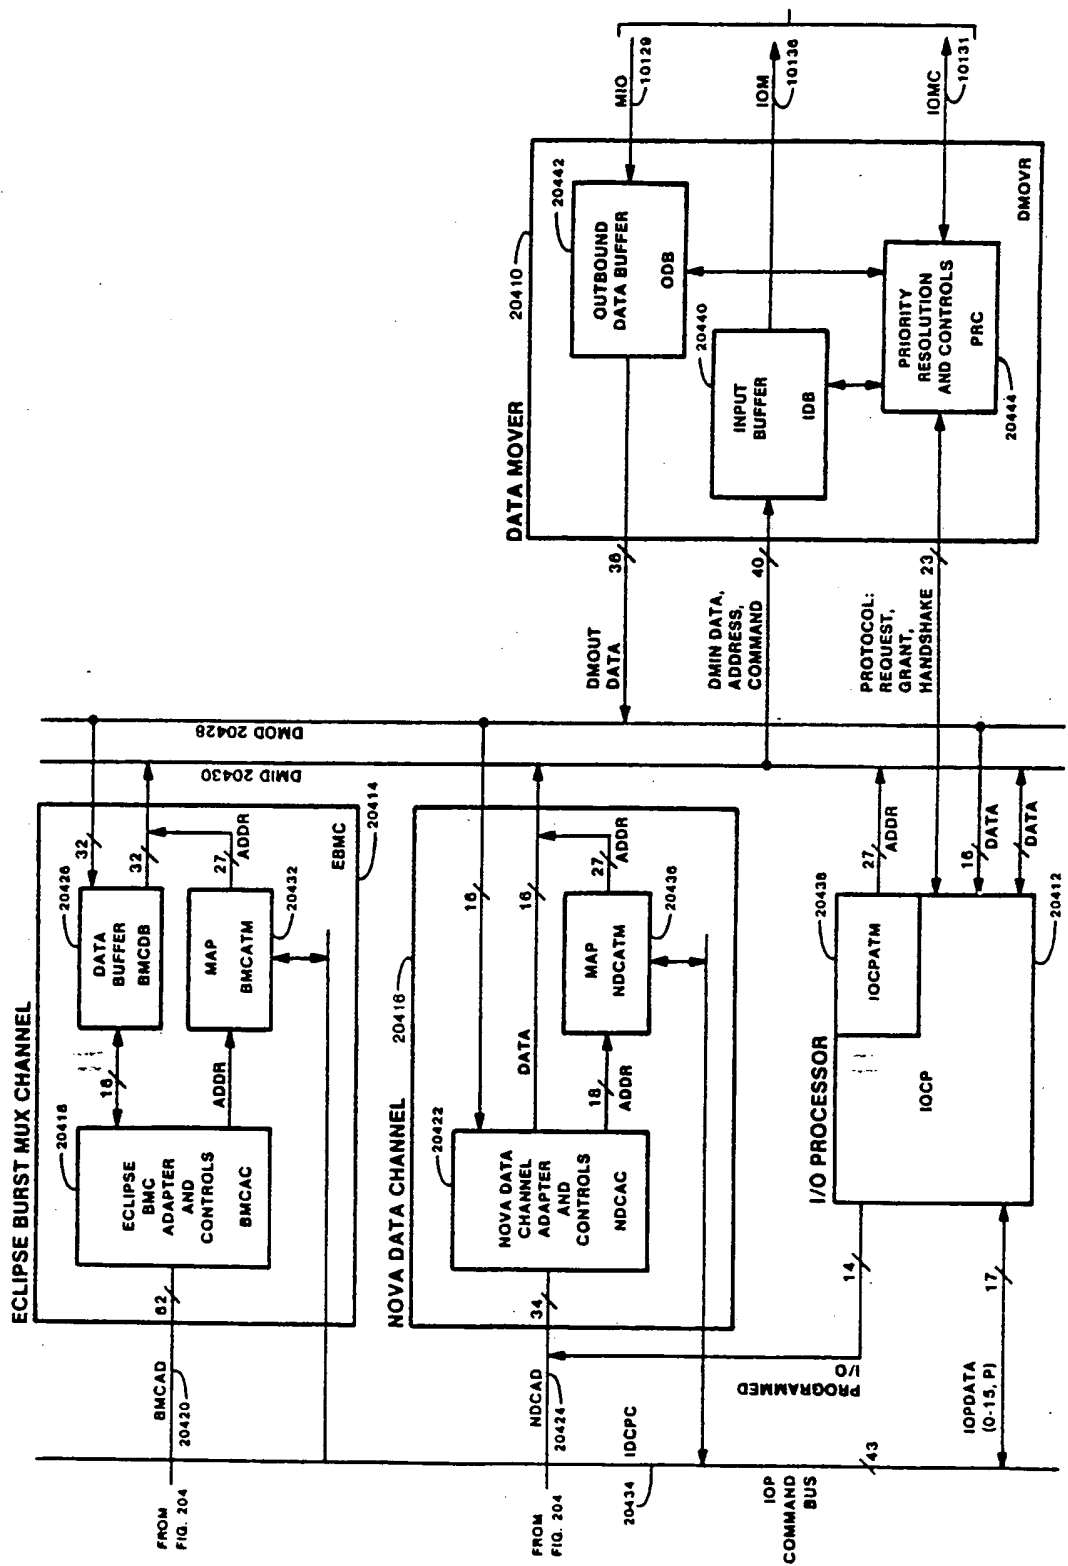 ECLIPSE BURST MUX CHANNEL
FROM
FIG. 204
BMCAD
20420
62
20418
ECLIPSE
BMC
ADAPTER
AND
CONTROLS
BMCAC
16
ADDR
20426
DATA
BUFFER
BMCDB
MAP
BMCATM
20432
32
32
27
ADDR
EBMC
20414
DMID 20430
DMOD 20428
NOVA DATA CHANNEL
20416
FROM
FIG. 204
NDCAD
20424
34
20422
NOVA DATA
CHANNEL
ADAPTER
AND
CONTROLS
NDCAC
16
DATA
16
18
ADDR
MAP
NDCATM
20436
27
ADDR
IDCPC
20434
PROGRAMMED
I/O
IOP
COMMAND
BUS
43
14
IOPDATA
(0-15, P)
17
I/O PROCESSOR
IOCP
IOCPATM
20438
27
ADDR
16
DATA
DATA
20412
DATA MOVER
20410
DMOUT
DATA
36
DMIN DATA,
ADDRESS,
COMMAND
40
PROTOCOL:
REQUEST,
GRANT,
HANDSHAKE
23
OUTBOUND
DATA BUFFER
ODB
20442
INPUT
BUFFER
IDB
20440
PRIORITY
RESOLUTION
AND CONTROLS
PRC
20444
DMOVR
MIO
10129
IOM
10136
IOMC
10131